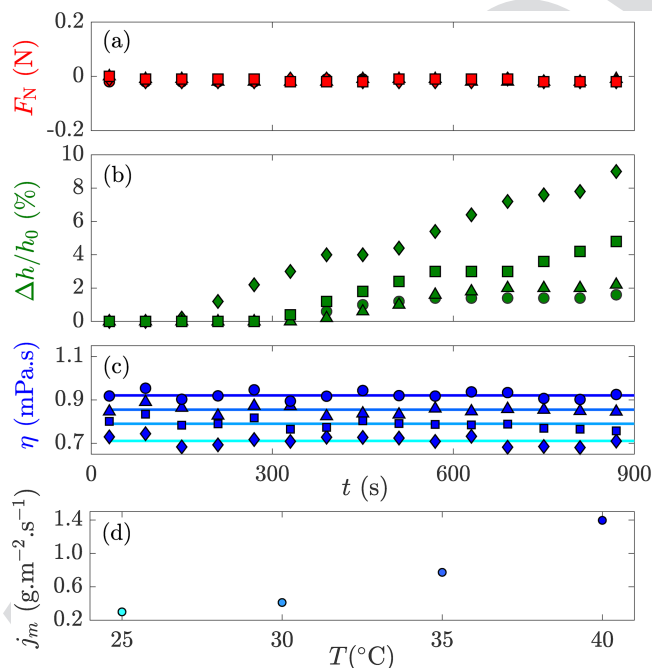 0.2
(a)
0
-0.2
F_N (N)
10
(b)
8
6
4
2
0
Δh/h_0 (%)
1.1
(c)
0.9
0.7
η (mPa.s)
0 300 600 900
t (s)
1.4
(d)
1.0
0.6
0.2
j_m (g.m^{-2}.s^{-1})
25 30 35 40
T(°C)